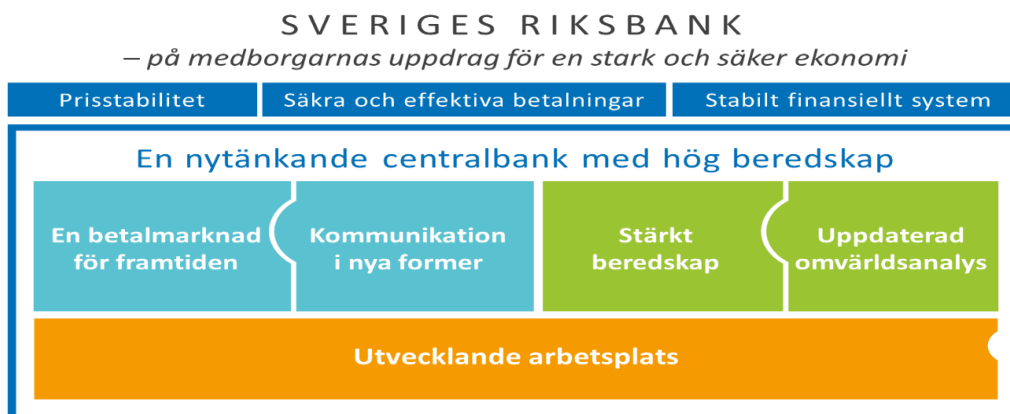 SVERIGES RIKSBANK
– på medborgarnas uppdrag för en stark och säker ekonomi
Prisstabilitet
Säkra och effektiva betalningar
Stabilt finansiellt system
En nytänkande centralbank med hög beredskap
En betalmarknad
för framtiden
Kommunikation
i nya former
Stärkt
beredskap
Uppdaterad
omvärldsanalys
Utvecklande arbetsplats